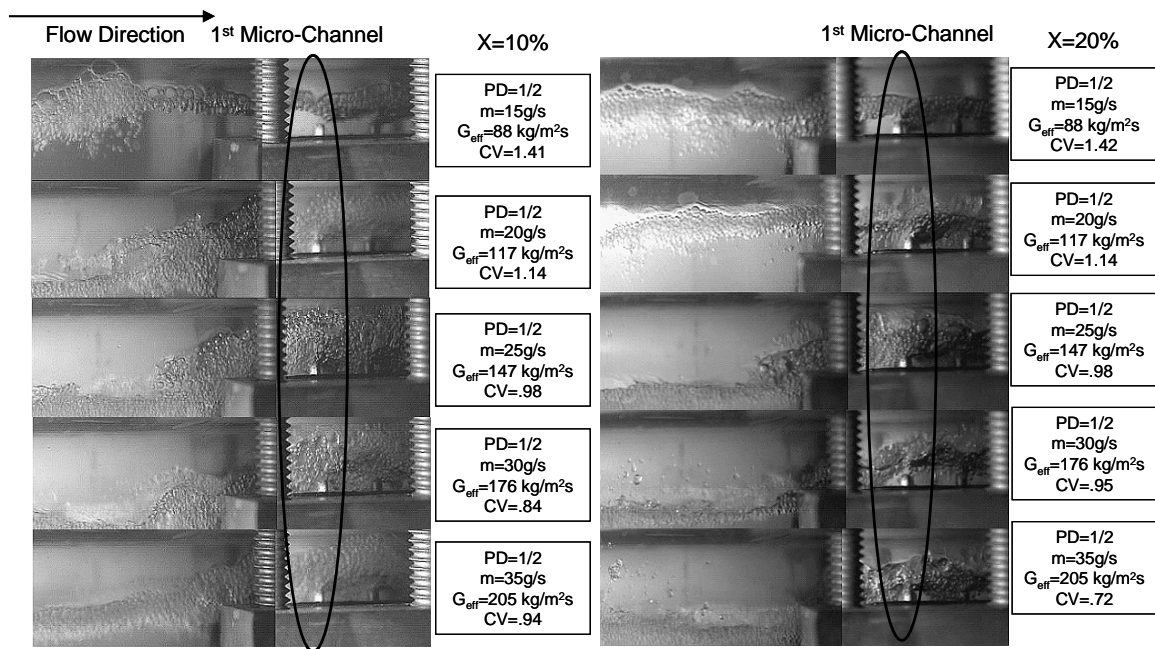 Flow Direction
1st Micro-Channel
X=10%
PD=1/2
m=15g/s
Geff=88 kg/m²s
CV=1.41
PD=1/2
m=20g/s
Geff=117 kg/m²s
CV=1.14
PD=1/2
m=25g/s
Geff=147 kg/m²s
CV=.98
PD=1/2
m=30g/s
Geff=176 kg/m²s
CV=.84
PD=1/2
m=35g/s
Geff=205 kg/m²s
CV=.94
1st Micro-Channel
X=20%
PD=1/2
m=15g/s
Geff=88 kg/m²s
CV=1.42
PD=1/2
m=20g/s
Geff=117 kg/m²s
CV=1.14
PD=1/2
m=25g/s
Geff=147 kg/m²s
CV=.98
PD=1/2
m=30g/s
Geff=176 kg/m²s
CV=.95
PD=1/2
m=35g/s
Geff=205 kg/m²s
CV=.72